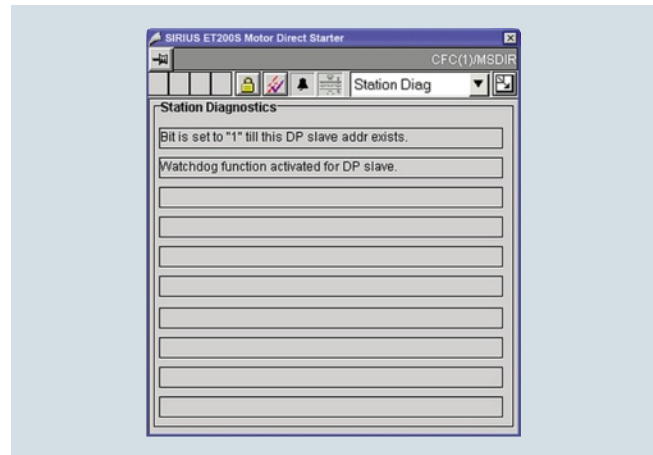 SIRIUS ET200S Motor Direct Starter
CFC(1)/MSDIR
Station Diag
Station Diagnostics
Bit is set to "1" till this DP slave addr exists.
Watchdog function activated for DP slave.